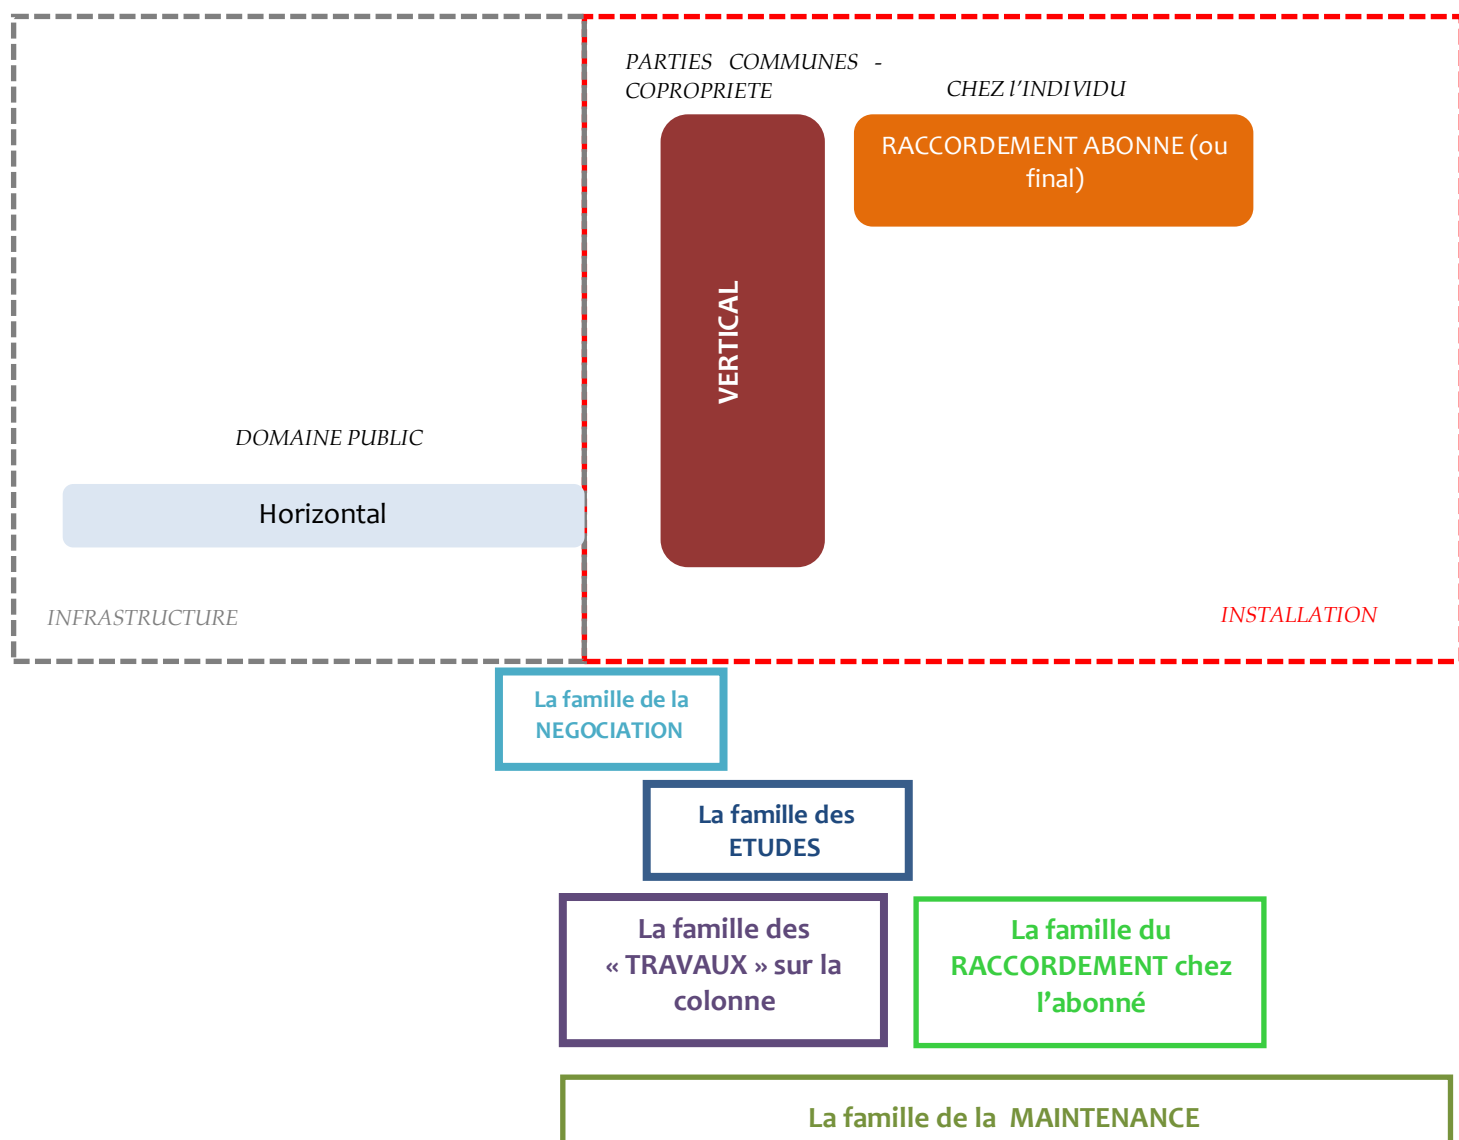 PARTIES COMMUNES -
COPROPRIETE
CHEZ l’INDIVIDU
RACCORDEMENT ABONNE (ou
final)
VERTICAL
DOMAINE PUBLIC
Horizontal
INFRASTRUCTURE
INSTALLATION
La famille de la
NEGOCIATION
La famille des
ETUDES
La famille des
« TRAVAUX » sur la
colonne
La famille du
RACCORDEMENT chez
l’abonné
La famille de la MAINTENANCE